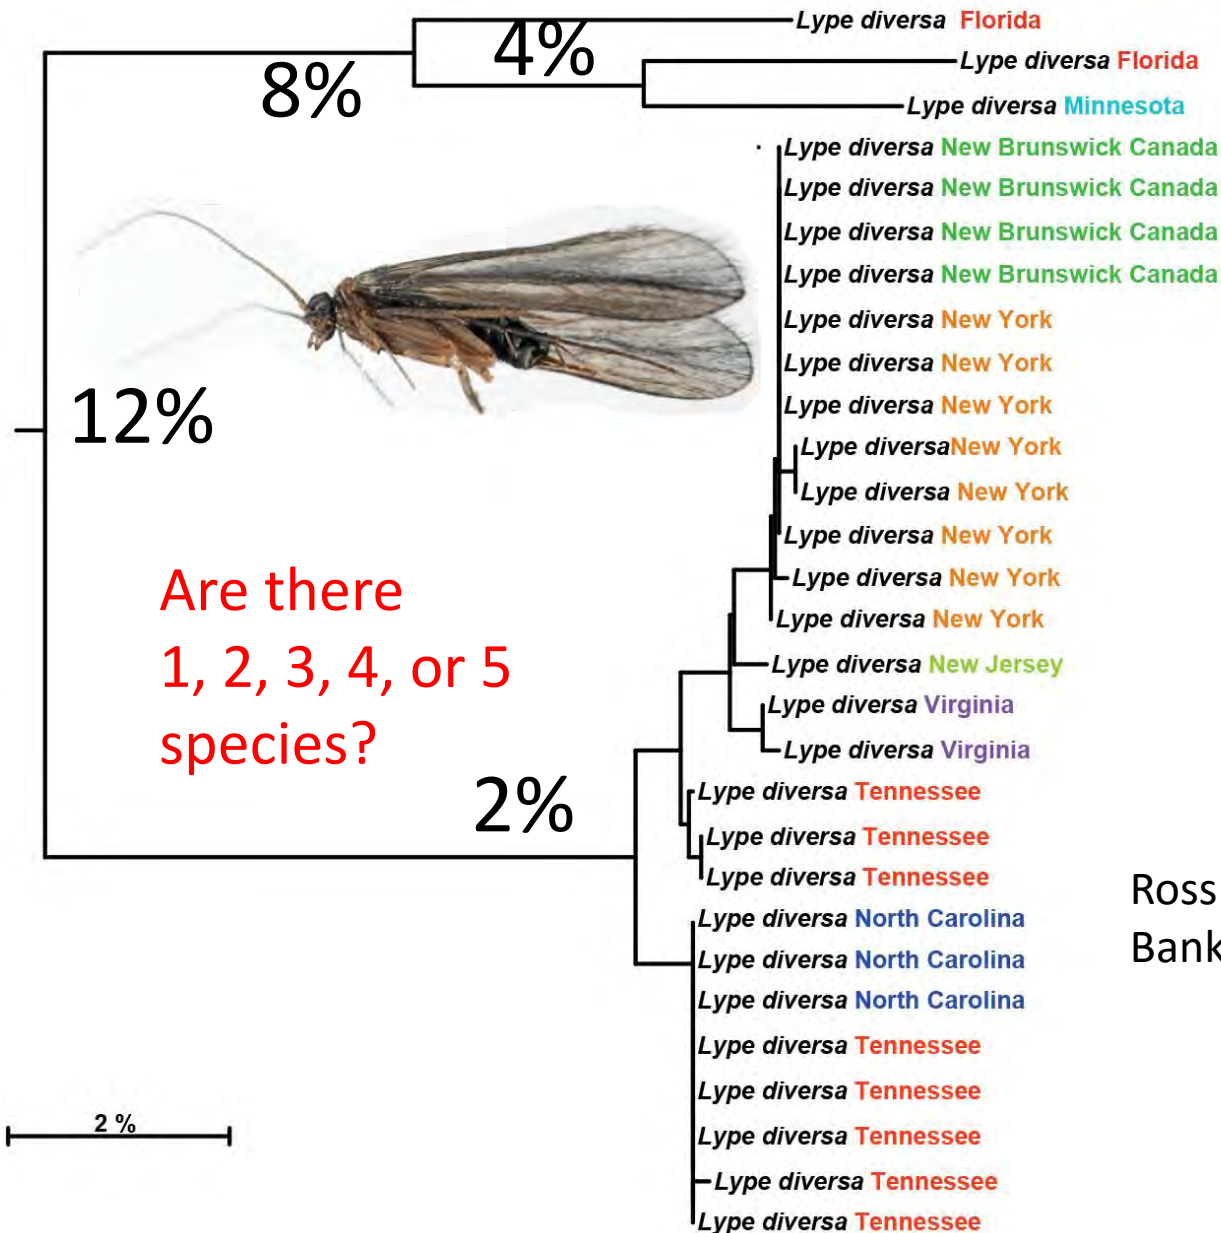 Lype diversa Florida
4%
Lype diversa Florida
8%
Lype diversa Minnesota
Lype diversa New Brunswick Canada
Lype diversa New Brunswick Canada
Lype diversa New Brunswick Canada
Lype diversa New Brunswick Canada
Lype diversa New York
Lype diversa New York
Lype diversa New York
12%
Lype diversaNew York
Lype diversa New York
Lype diversa New York
Lype diversa New York
Lype diversa New York
Are there
1, 2, 3, 4, or 5
species?
Lype diversa New Jersey
Lype diversa Virginia
Lype diversa Virginia
2%
Lype diversa Tennessee
Lype diversa Tennessee
Lype diversa Tennessee
Ross
Bank
Lype diversa North Carolina
Lype diversa North Carolina
Lype diversa North Carolina
Lype diversa Tennessee
Lype diversa Tennessee
Lype diversa Tennessee
Lype diversa Tennessee
Lype diversa Tennessee
2 %